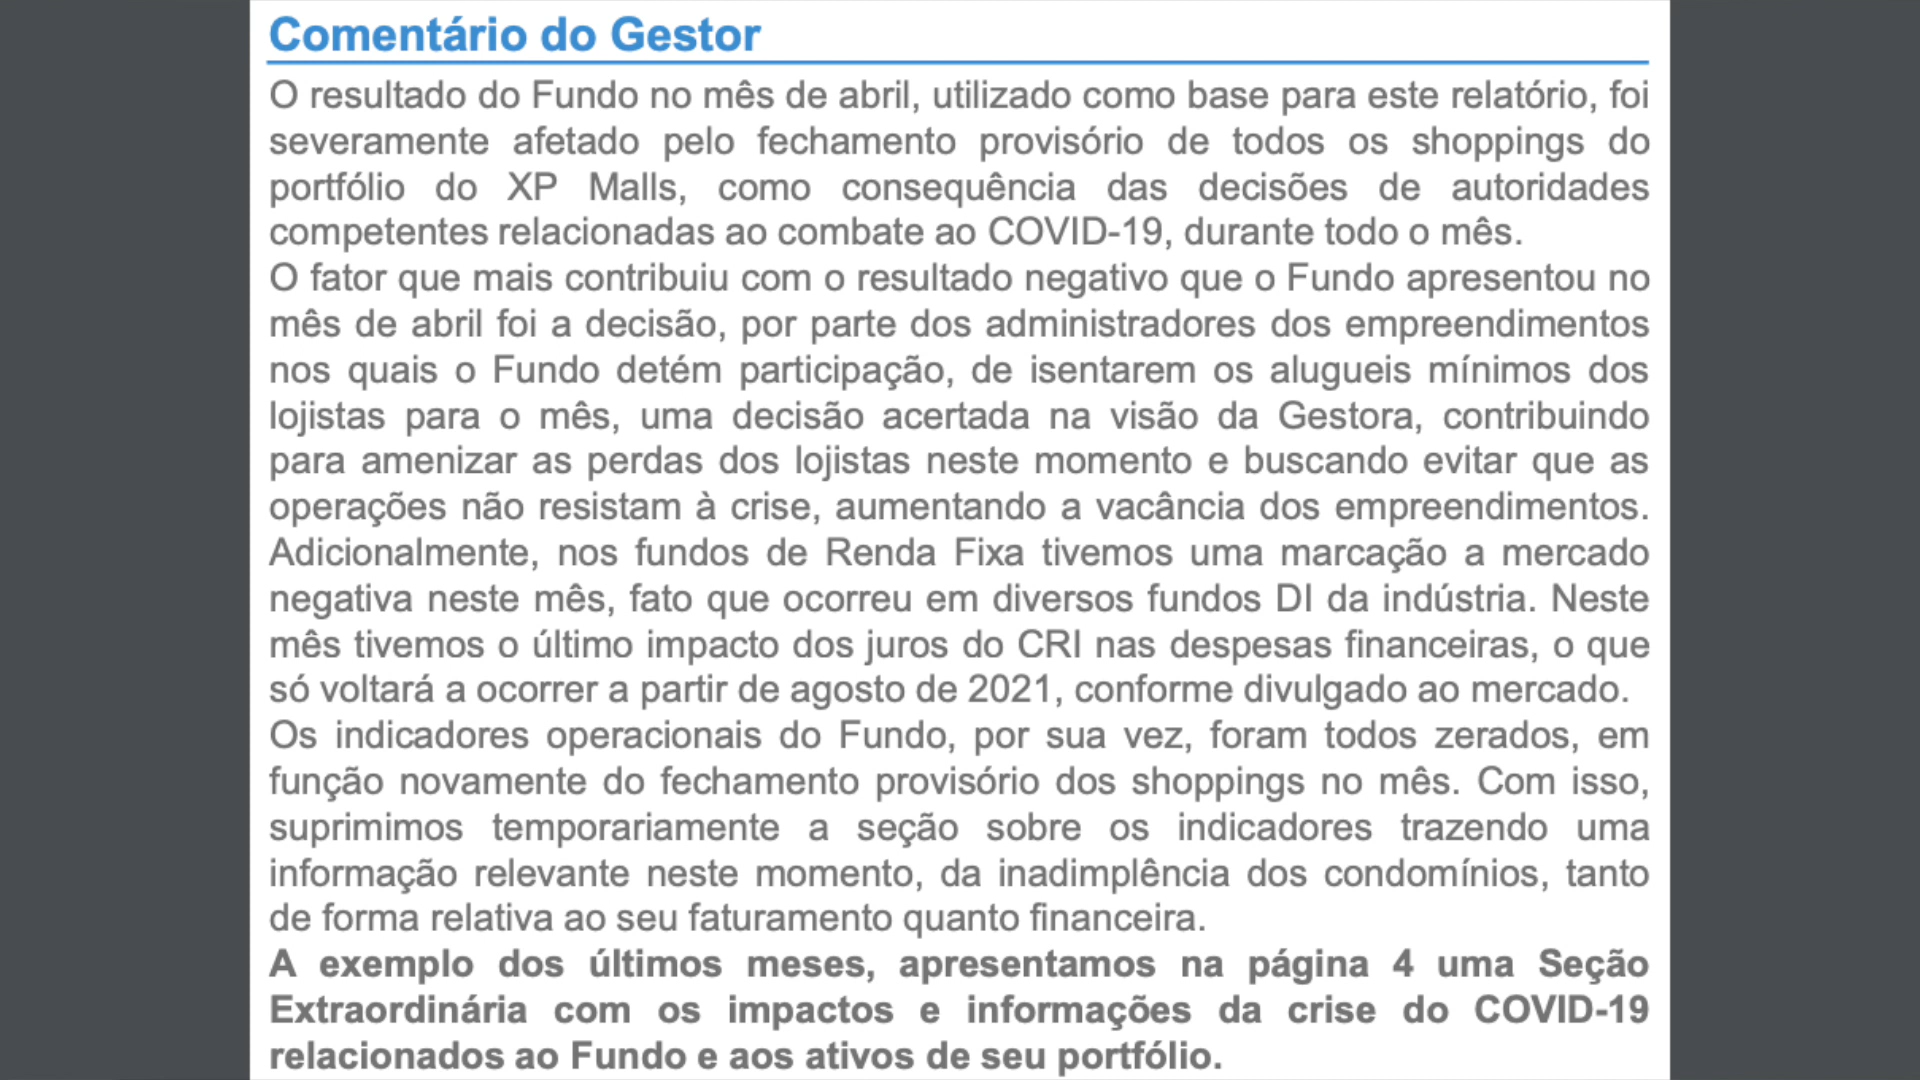 Comentário do Gestor
O resultado do Fundo no mês de abril, utilizado como base para este relatório, foi
severamente afetado pelo fechamento provisório de todos os shoppings do
portfólio do XP Malls, como consequência das decisões de autoridades
competentes relacionadas ao combate ao COVID-19, durante todo o mês.
O fator que mais contribuiu com o resultado negativo que o Fundo apresentou no
mês de abril foi a decisão, por parte dos administradores dos empreendimentos
nos quais o Fundo detém participação, de isentarem os alugueis mínimos dos
lojistas para o mês, uma decisão acertada na visão da Gestora, contribuindo
para amenizar as perdas dos lojistas neste momento e buscando evitar que as
operações não resistam à crise, aumentando a vacância dos empreendimentos.
Adicionalmente, nos fundos de Renda Fixa tivemos uma marcação a mercado
negativa neste mês, fato que ocorreu em diversos fundos DI da indústria. Neste
mês tivemos o último impacto dos juros do CRI nas despesas financeiras, o que
só voltará a ocorrer a partir de agosto de 2021, conforme divulgado ao mercado.
Os indicadores operacionais do Fundo, por sua vez, foram todos zerados, em
função novamente do fechamento provisório dos shoppings no mês. Com isso,
suprimimos temporariamente a seção sobre os indicadores trazendo uma
informação relevante neste momento, da inadimplência dos condomínios, tanto
de forma relativa ao seu faturamento quanto financeira.
A exemplo dos últimos meses, apresentamos na página 4 uma Seção
Extraordinária com os impactos e informações da crise do COVID-19
relacionados ao Fundo e aos ativos de seu portfólio.